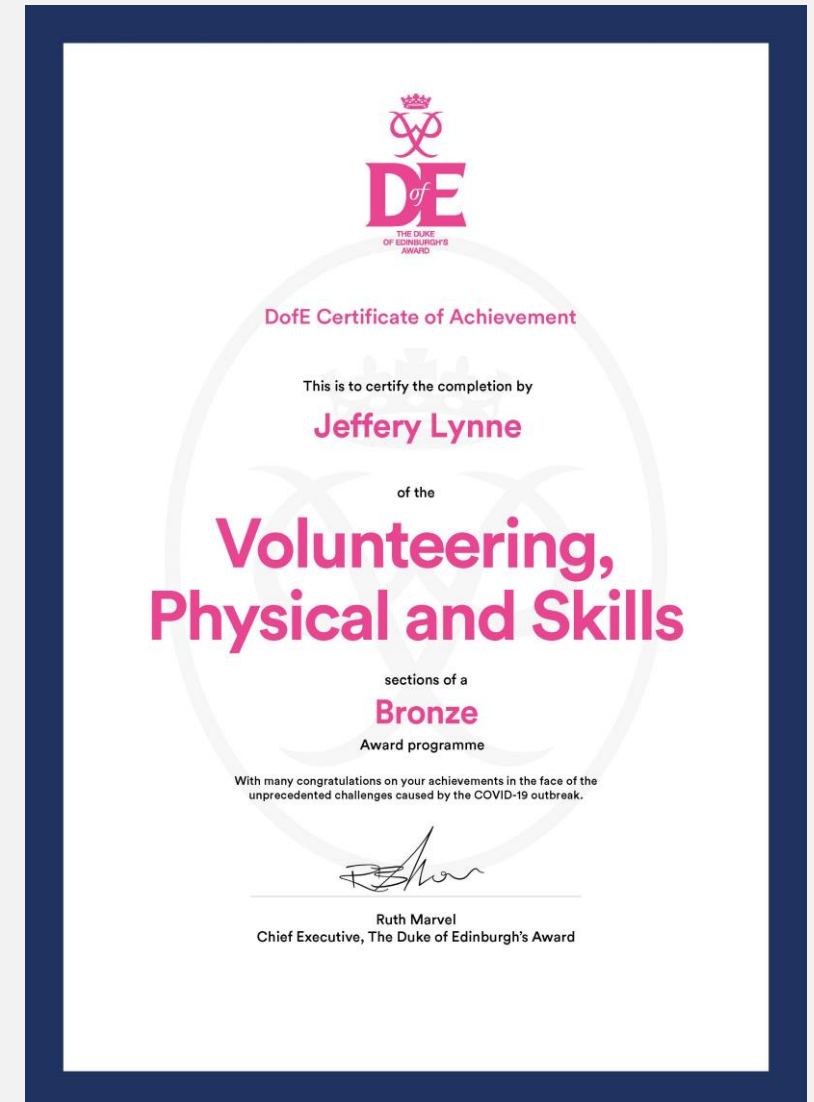 DofE
THE DUKE
OF EDINBURGH'S
AWARD
DofE Certificate of Achievement
This is to certify the completion by
Jeffery Lynne
of the
Volunteering,
Physical and Skills
sections of a
Bronze
Award programme
With many congratulations on your achievements in the face of the
unprecedented challenges caused by the COVID-19 outbreak.
Ruth Marvel
Chief Executive, The Duke of Edinburgh's Award